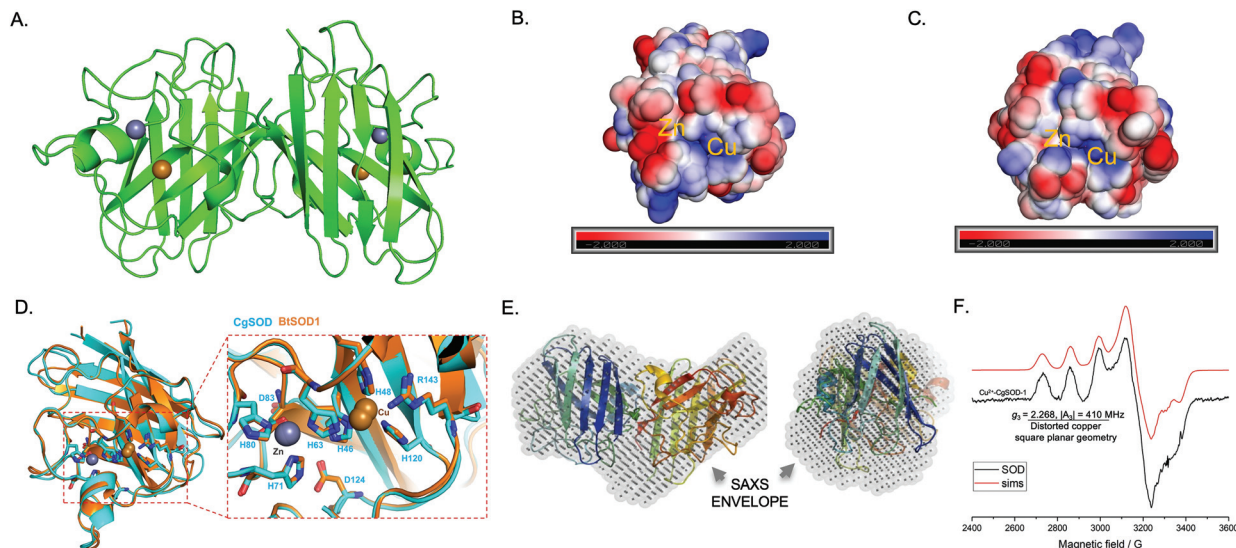 A.
B.
Zn
Cu
-2.000
2.000
C.
Zn
Cu
-2.000
2.000
D.
CgSOD BtSOD1
D83
H48
R143
Cu
H80
Zn
H63
H46
H120
H71
D124
E.
SAXS
ENVELOPE
F.
Cu²⁺-CgSOD-1
g₃ = 2.268, |A₃| = 410 MHz
Distorted copper
square planar geometry
SOD
sims
2400 2600 2800 3000 3200 3400 3600
Magnetic field / G